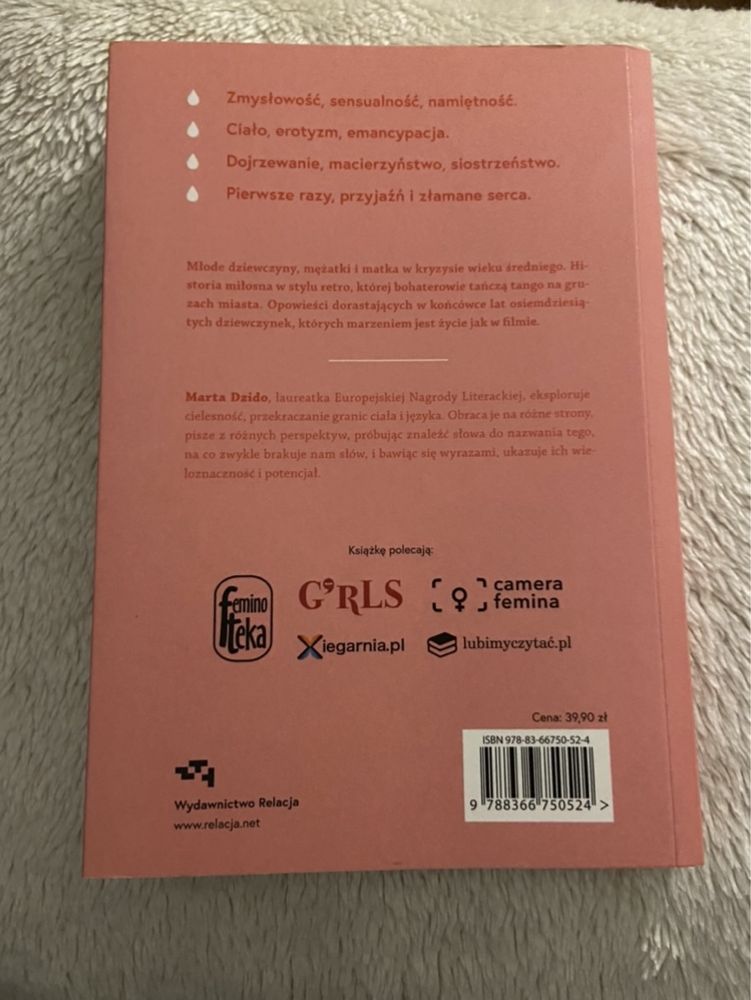 Zmysłowość, sensualność, namiętność.
Ciało, erotyzm, emancypacja.
Dojrzewanie, macierzyństwo, siostrzeństwo.
Pierwsze razy, przyjaźń i złamane serca.
Młode dziewczyny, mężatki i matka w kryzysie wieku średniego. Hi-
storia miłosna w stylu retro, której bohaterowie tańczą tango na gru-
zach miasta. Opowieści dorastających w końcówce lat osiemdziesią-
tych dziewczynek, których marzeniem jest życie jak w filmie.
Marta Dzido, laureatka Europejskiej Nagrody Literackiej, eksploruje
cielesność, przekraczanie granic ciała i języka. Obraca je na różne strony,
pisze z różnych perspektyw, próbując znaleźć słowa do nazwania tego,
na co zwykle brakuje nam słów, i bawiąc się wyrazami, ukazuje ich wie-
loznaczność i potencjał.
Książkę polecają:
femino
teka
G'RLS
camera
femina
Xiegarnia.pl
lubimyczytać.pl
Cena: 39,90 zł
ISBN 978-83-66750-52-4
9 788366 750524 >
Wydawnictwo Relacja
www.relacja.net